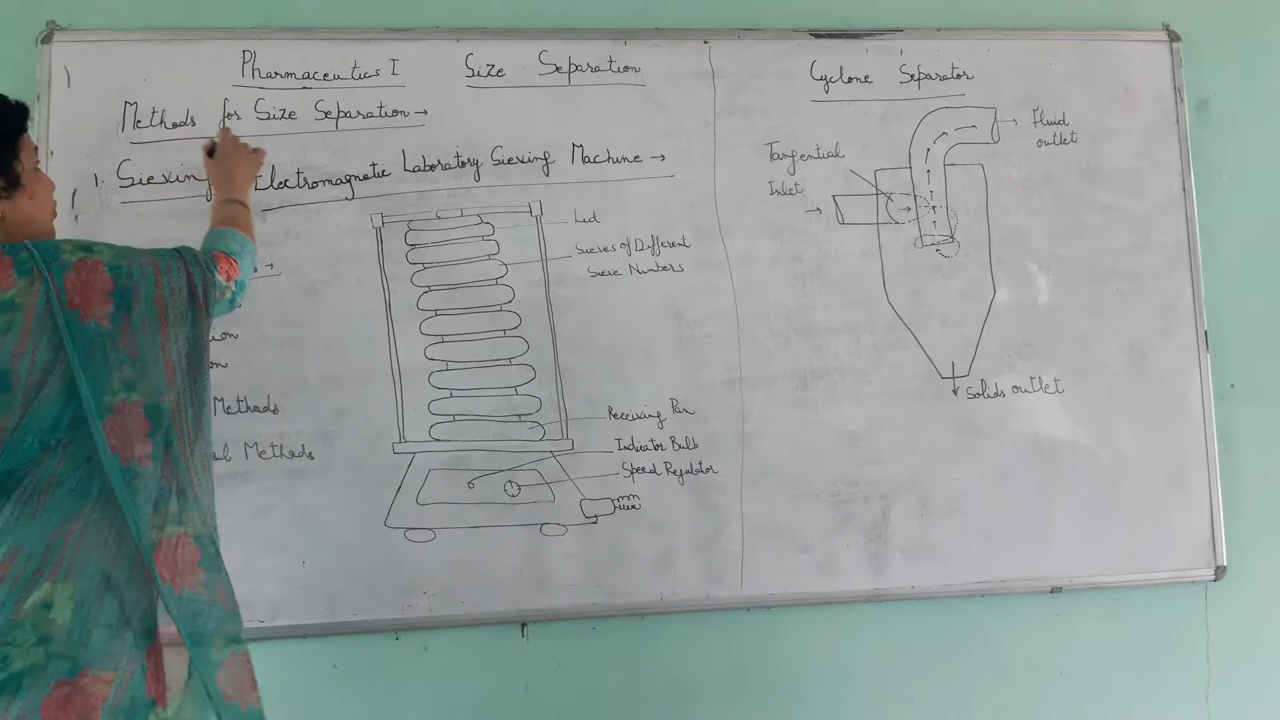 Pharmaceutics I Size Separation
Methods for Size Separation →
1. Sieving Electromagnetic Laboratory Sieving Machine →
Lid
Sieves of Different
Sieve Numbers
Methods
Methods
Receiving Pan
Indicator Bulb
Speed Regulator
Cyclone Separator
Fluid
outlet
Tangential
Inlet
→
Solids outlet